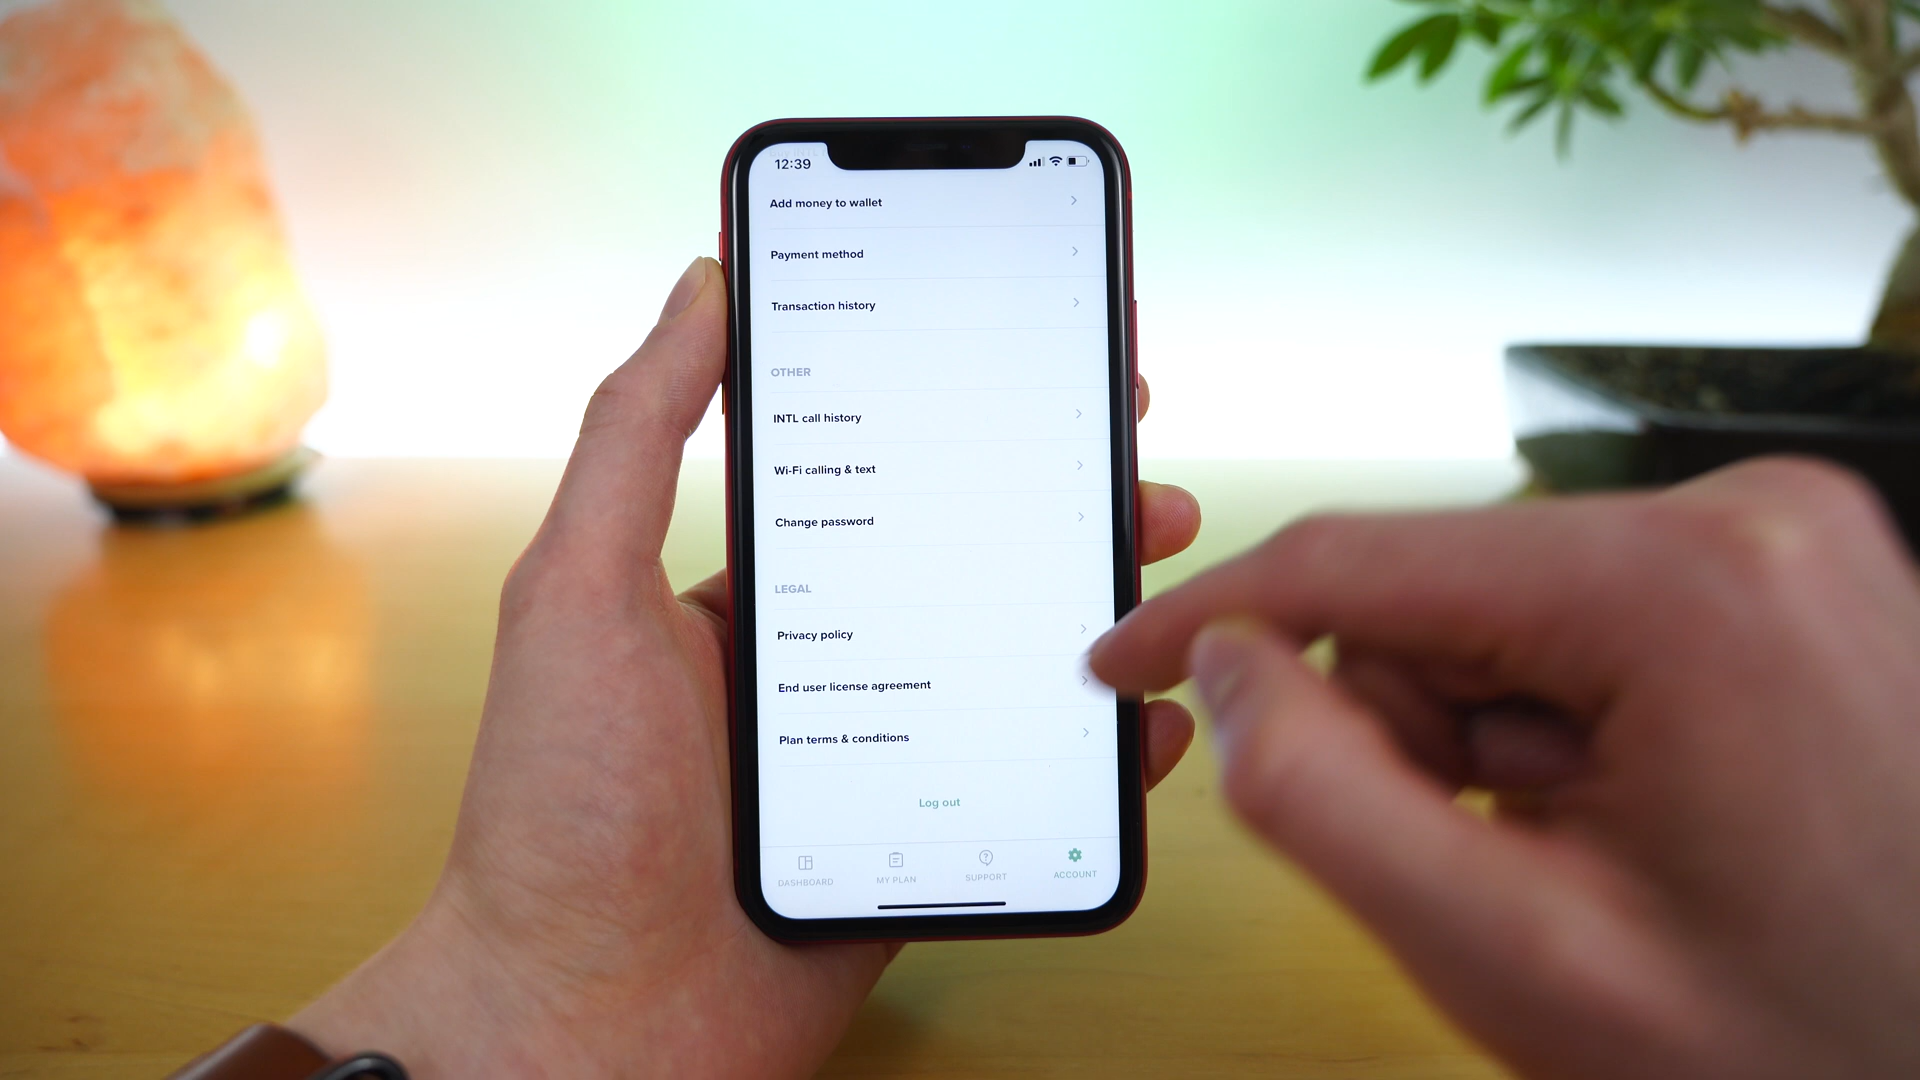 12:39
Add money to wallet
Payment method
Transaction history
OTHER
INTL call history
Wi-Fi calling & text
Change password
LEGAL
Privacy policy
End user license agreement
Plan terms & conditions
Log out
DASHBOARD
MY PLAN
SUPPORT
ACCOUNT